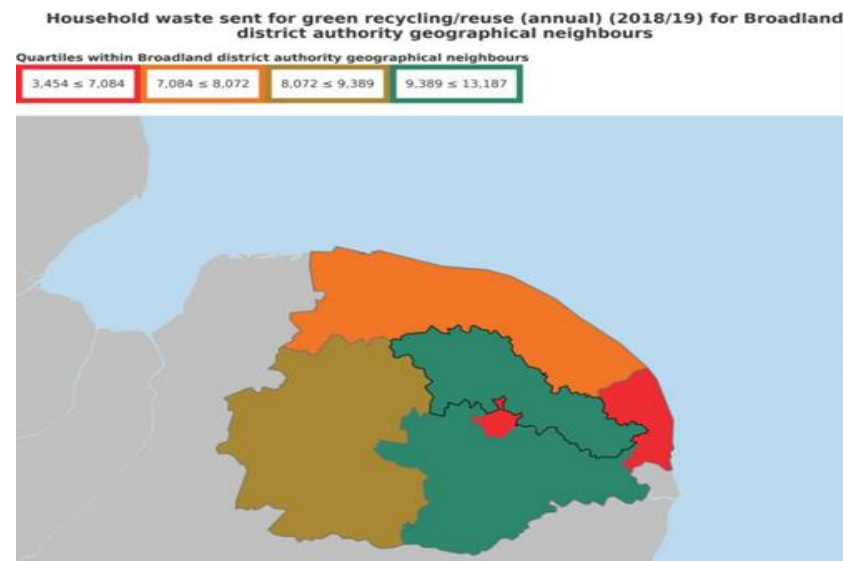 Household waste sent for green recycling/reuse (annual) (2018/19) for Broadland
district authority geographical neighbours
Quartiles within Broadland district authority geographical neighbours
3,454 ≤ 7,084 7,084 ≤ 8,072 8,072 ≤ 9,389 9,389 ≤ 13,187